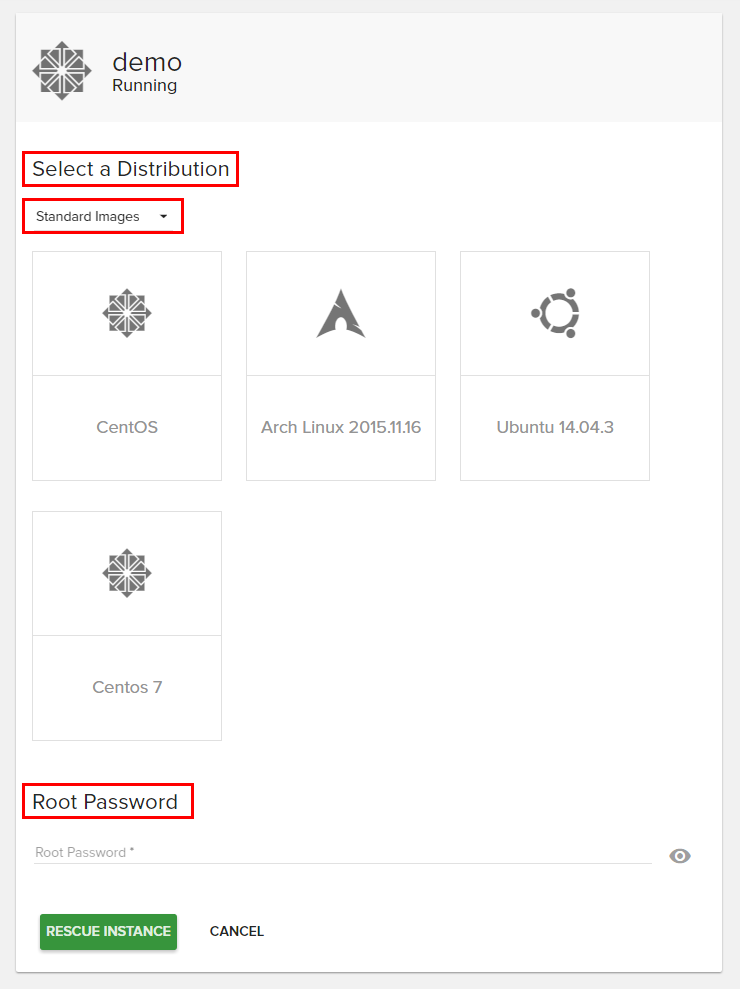 demo
Running
Select a Distribution
Standard Images
CentOS
Arch Linux 2015.11.16
Ubuntu 14.04.3
Centos 7
Root Password
Root Password *
RESCUE INSTANCE
CANCEL